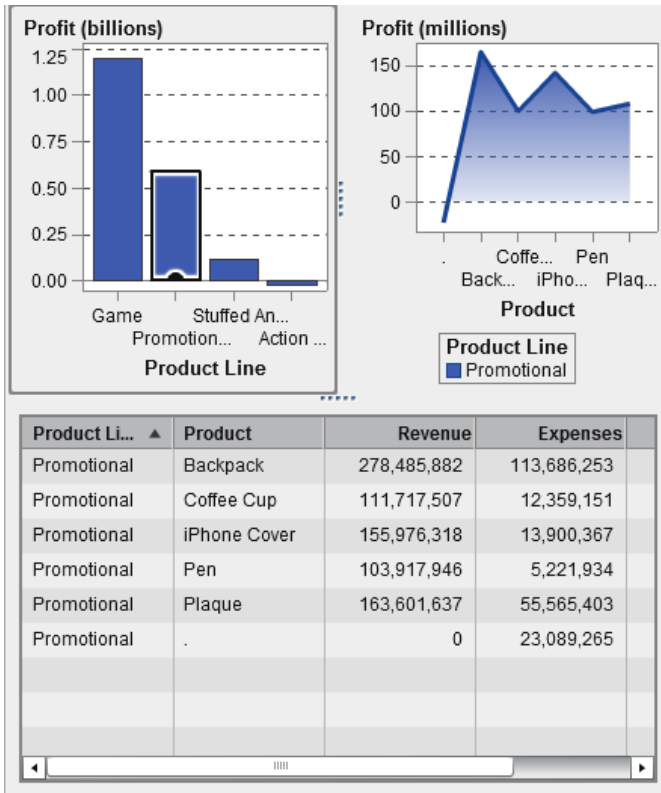 Profit (billions)
1.25
1.00
0.75
0.50
0.25
0.00
Game
Stuffed An...
Promotion...
Action ...
Product Line
Profit (millions)
150
100
50
0
.
Coffe...
Pen
Back...
iPho...
Plaq...
Product
Product Line
Promotional
Product Li... Product Revenue Expenses
Promotional Backpack 278,485,882 113,686,253
Promotional Coffee Cup 111,717,507 12,359,151
Promotional iPhone Cover 155,976,318 13,900,367
Promotional Pen 103,917,946 5,221,934
Promotional Plaque 163,601,637 55,565,403
Promotional . 0 23,089,265